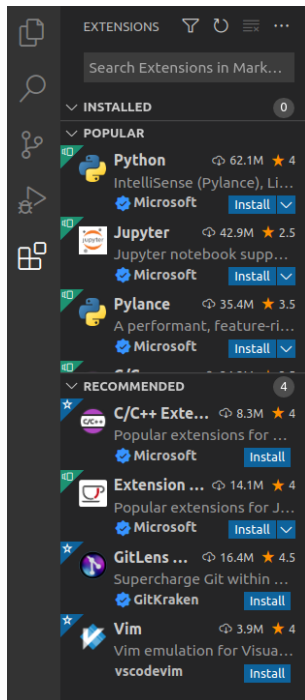 EXTENSIONS
Search Extensions in Mark...
INSTALLED 0
POPULAR
Python 62.1M ★ 4
IntelliSense (Pylance), Li...
Microsoft Install
Jupyter 42.9M ★ 2.5
jupyter
Jupyter notebook supp...
Microsoft Install
Pylance 35.4M ★ 3.5
A performant, feature-ri...
Microsoft Install
RECOMMENDED 4
C/C++ Exte... 8.3M ★ 4
C/C++
Popular extensions for ...
Microsoft Install
Extension ... 14.1M ★ 4
Popular extensions for J...
Microsoft Install
GitLens ... 16.4M ★ 4.5
Supercharge Git within ...
GitKraken Install
Vim 3.9M ★ 4
Vim emulation for Visua...
vscodevim Install